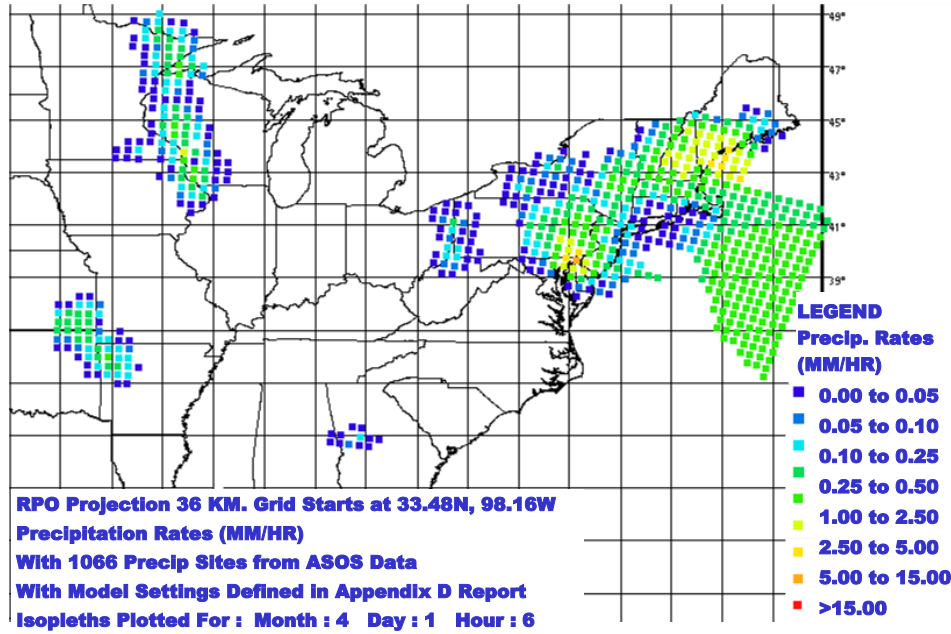 49°
47°
45°
43°
41°
39°
LEGEND
Precip. Rates
(MM/HR)
0.00 to 0.05
0.05 to 0.10
0.10 to 0.25
0.25 to 0.50
1.00 to 2.50
2.50 to 5.00
5.00 to 15.00
>15.00
RPO Projection 36 KM. Grid Starts at 33.48N, 98.16W
Precipitation Rates (MM/HR)
With 1066 Precip Sites from ASOS Data
With Model Settings Defined in Appendix D Report
Isopleths Plotted For : Month : 4 Day : 1 Hour : 6